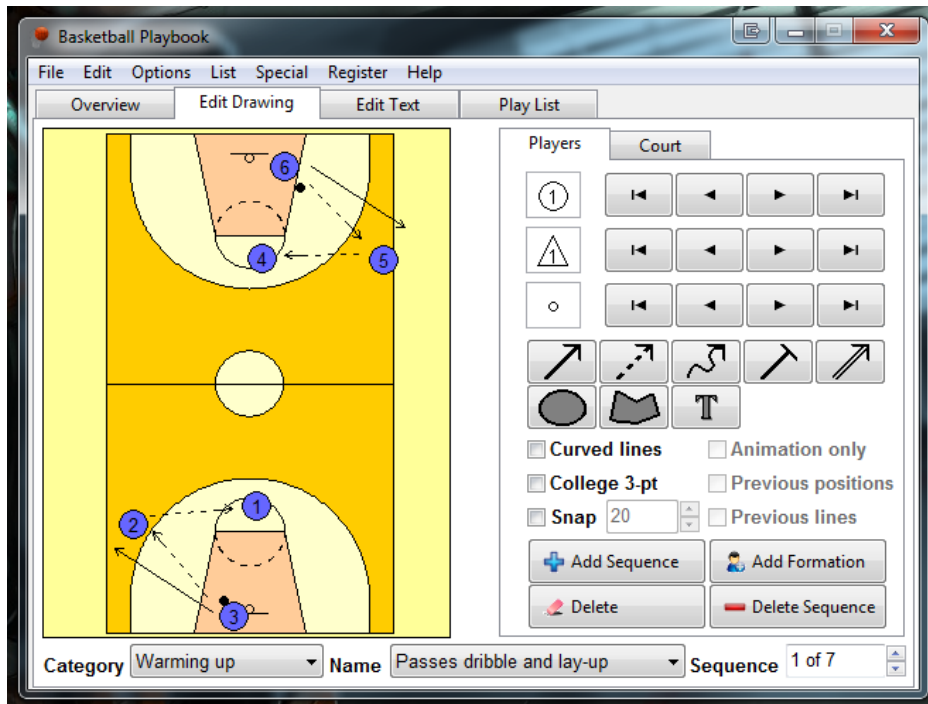 Basketball Playbook
File Edit Options List Special Register Help
Overview Edit Drawing Edit Text Play List
Players Court
6
4
5
1
2
3
1
1
T
Curved lines Animation only
College 3-pt Previous positions
Snap 20 Previous lines
Add Sequence Add Formation
Delete Delete Sequence
Category Warming up Name Passes dribble and lay-up Sequence 1 of 7